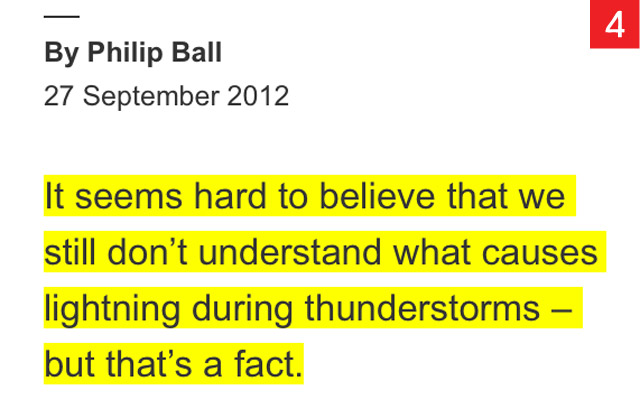 4
By Philip Ball
27 September 2012
It seems hard to believe that we
still don’t understand what causes
lightning during thunderstorms –
but that’s a fact.